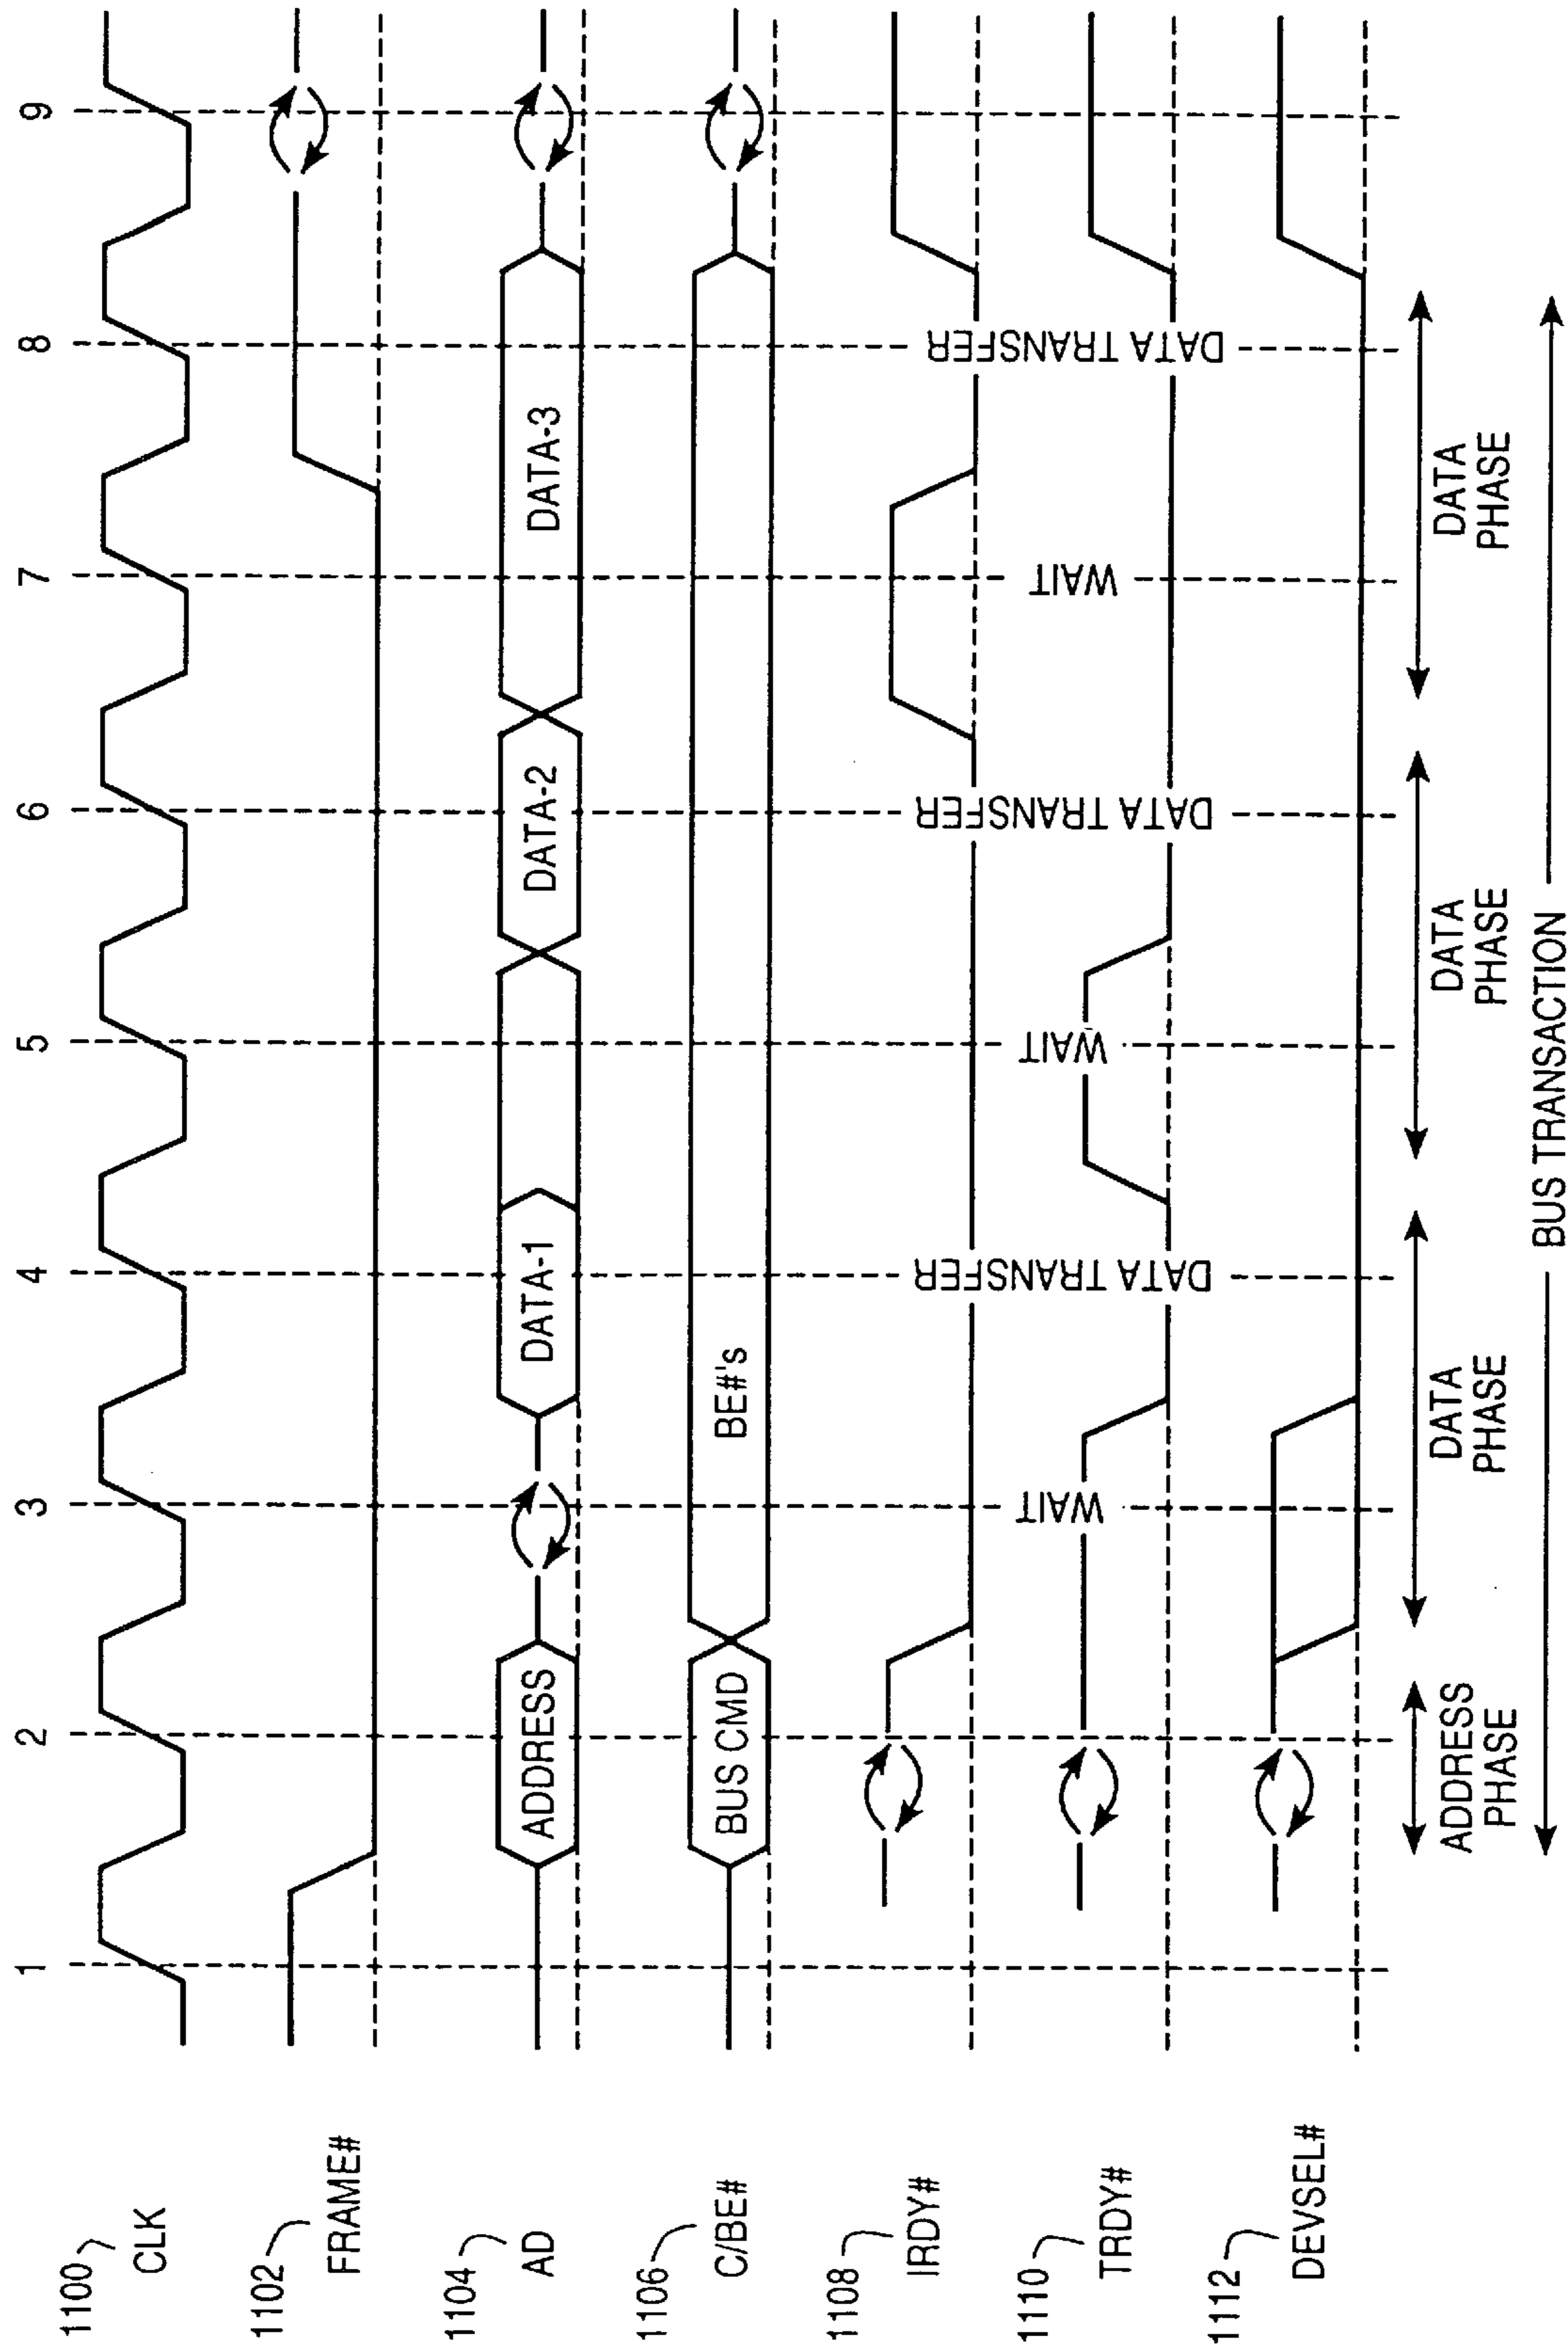 1 2 3 4 5 6 7 8 9
1100 CLK
1102 FRAME#
1104 AD
ADDRESS DATA-1 DATA-2 DATA-3
1106 C/BE#
BUS CMD BE#'s
1108 IRDY#
1110 TRDY#
WAIT DATA TRANSFER WAIT DATA TRANSFER WAIT DATA TRANSFER
1112 DEVSEL#
ADDRESS PHASE
DATA PHASE
DATA PHASE
DATA PHASE
BUS TRANSACTION